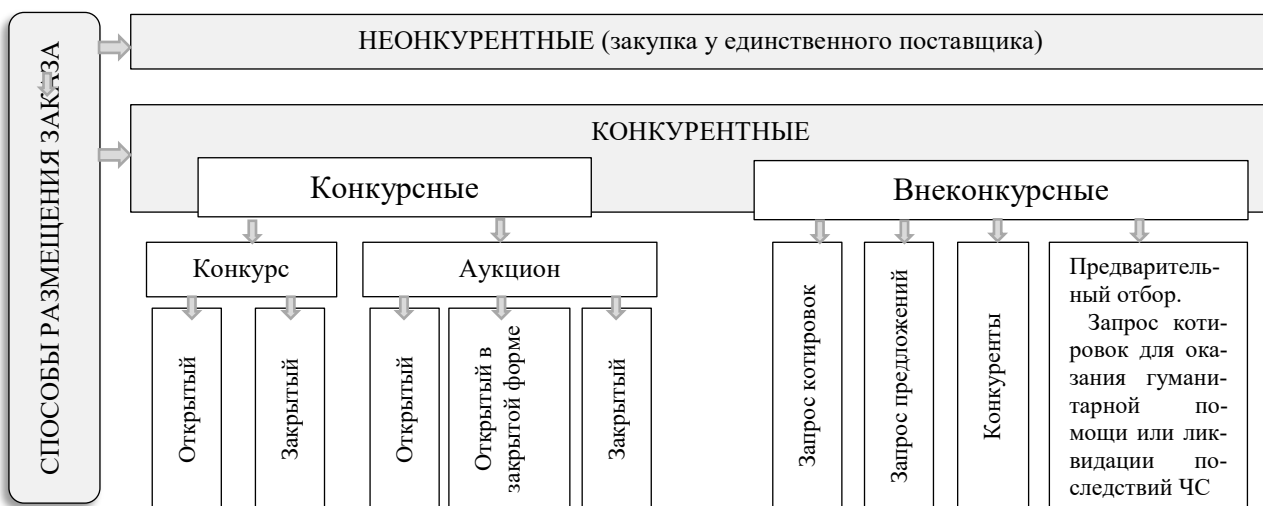 СПОСОБЫ РАЗМЕЩЕНИЯ ЗАКАЗА
НЕОНКУРЕНТНЫЕ (закупка у единственного поставщика)
КОНКУРЕНТНЫЕ
Конкурсные
Внеконкурсные
Конкурс
Аукцион
Открытый
Закрытый
Открытый
Открытый в
закрытой форме
Закрытый
Запрос котировок
Запрос предложений
Конкуренты
Предваритель-
ный отбор.
Запрос коти-
ровок для ока-
зания гумани-
тарной по-
мощи или лик-
видации по-
следствий ЧС